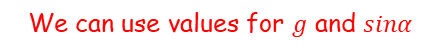 We can use values for g and sinα